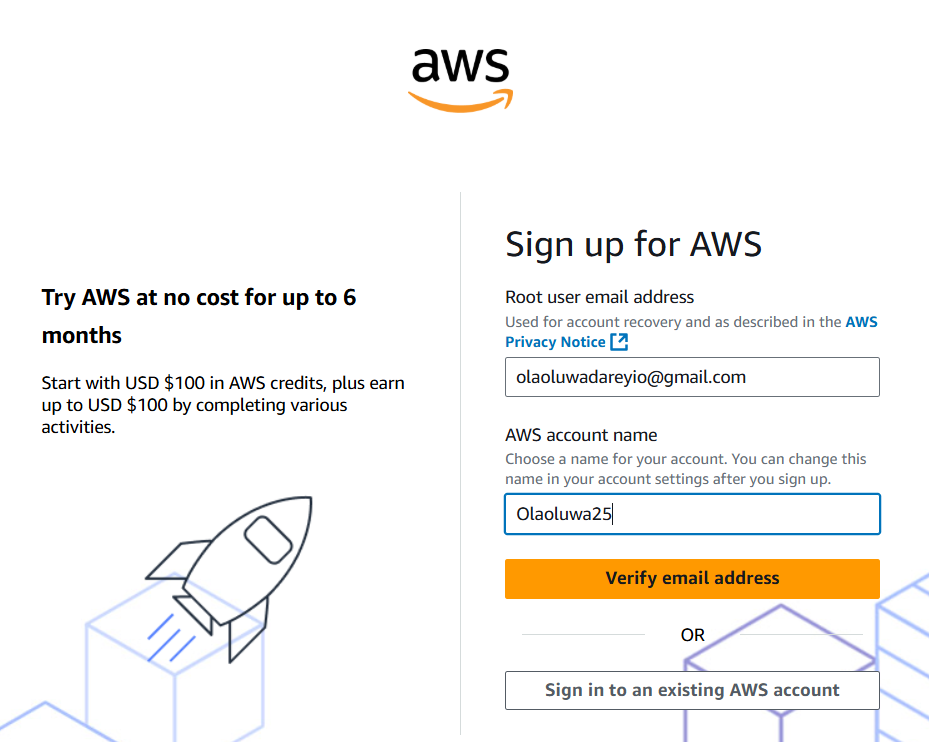 aws
Try AWS at no cost for up to 6
months
Start with USD $100 in AWS credits, plus earn
up to USD $100 by completing various
activities.
Sign up for AWS
Root user email address
Used for account recovery and as described in the AWS
Privacy Notice
olaoluwadareyio@gmail.com
AWS account name
Choose a name for your account. You can change this
name in your account settings after you sign up.
Olaoluwa25
Verify email address
OR
Sign in to an existing AWS account